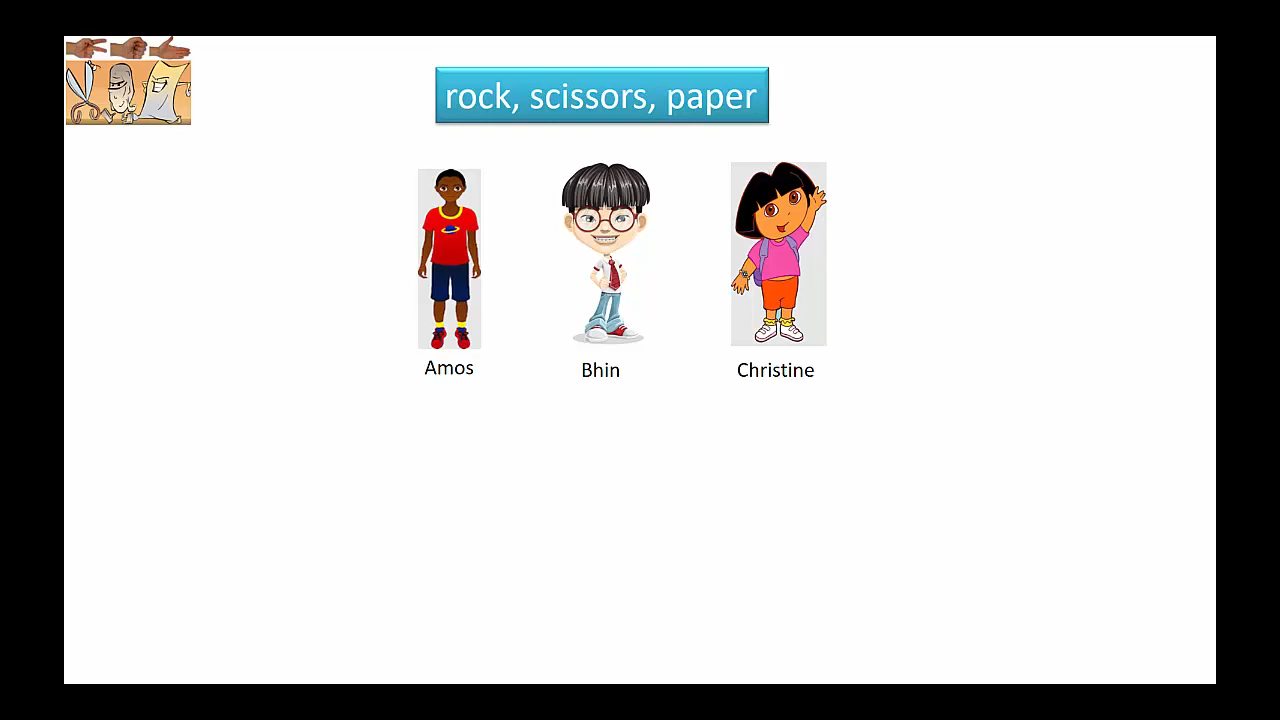 rock, scissors, paper
Amos
Bhin
Christine